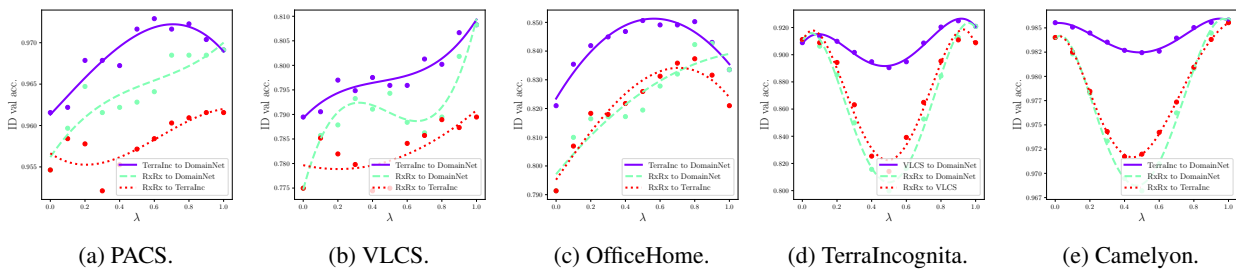 0.970
0.965
0.960
0.955
ID val acc.
0.0 0.2 0.4 0.6 0.8 1.0
λ
TerraInc to DomainNet
RxRx to DomainNet
RxRx to TerraInc
(a) PACS.
0.810
0.805
0.800
0.795
0.790
0.785
0.780
0.775
ID val acc.
0.0 0.2 0.4 0.6 0.8 1.0
λ
TerraInc to DomainNet
RxRx to DomainNet
RxRx to TerraInc
(b) VLCS.
0.850
0.840
0.830
0.820
0.810
0.800
0.791
ID val acc.
0.0 0.2 0.4 0.6 0.8 1.0
λ
TerraInc to DomainNet
RxRx to DomainNet
RxRx to TerraInc
(c) OfficeHome.
0.920
0.900
0.880
0.860
0.840
0.820
0.800
ID val acc.
0.0 0.2 0.4 0.6 0.8 1.0
λ
VLCS to DomainNet
RxRx to DomainNet
RxRx to VLCS
(d) TerraIncognita.
0.985
0.982
0.980
0.978
0.975
0.973
0.970
0.967
ID val acc.
0.0 0.2 0.4 0.6 0.8 1.0
λ
TerraInc to DomainNet
RxRx to DomainNet
RxRx to TerraInc
(e) Camelyon.